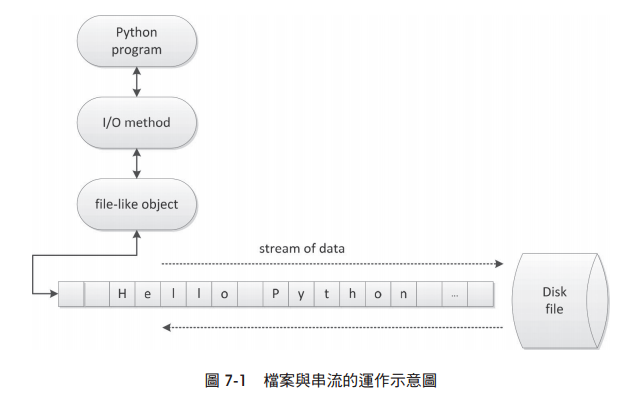 Python
program
I/O method
file-like object
stream of data
H e l l o P y t h o n ...
Disk
file
圖 7-1 檔案與串流的運作示意圖